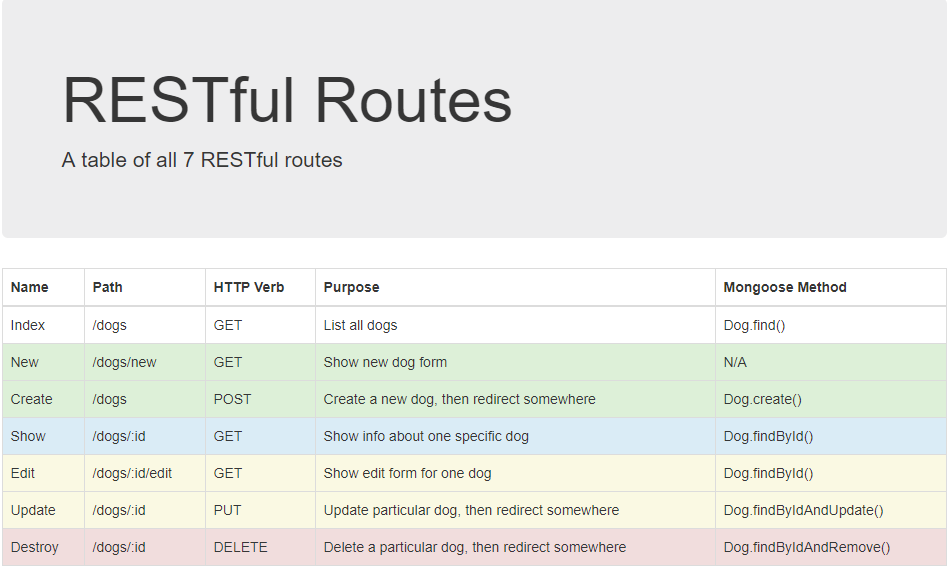 RESTful Routes
A table of all 7 RESTful routes
Name Path HTTP Verb Purpose Mongoose Method
Index /dogs GET List all dogs Dog.find()
New /dogs/new GET Show new dog form N/A
Create /dogs POST Create a new dog, then redirect somewhere Dog.create()
Show /dogs/:id GET Show info about one specific dog Dog.findById()
Edit /dogs/:id/edit GET Show edit form for one dog Dog.findById()
Update /dogs/:id PUT Update particular dog, then redirect somewhere Dog.findByIdAndUpdate()
Destroy /dogs/:id DELETE Delete a particular dog, then redirect somewhere Dog.findByIdAndRemove()